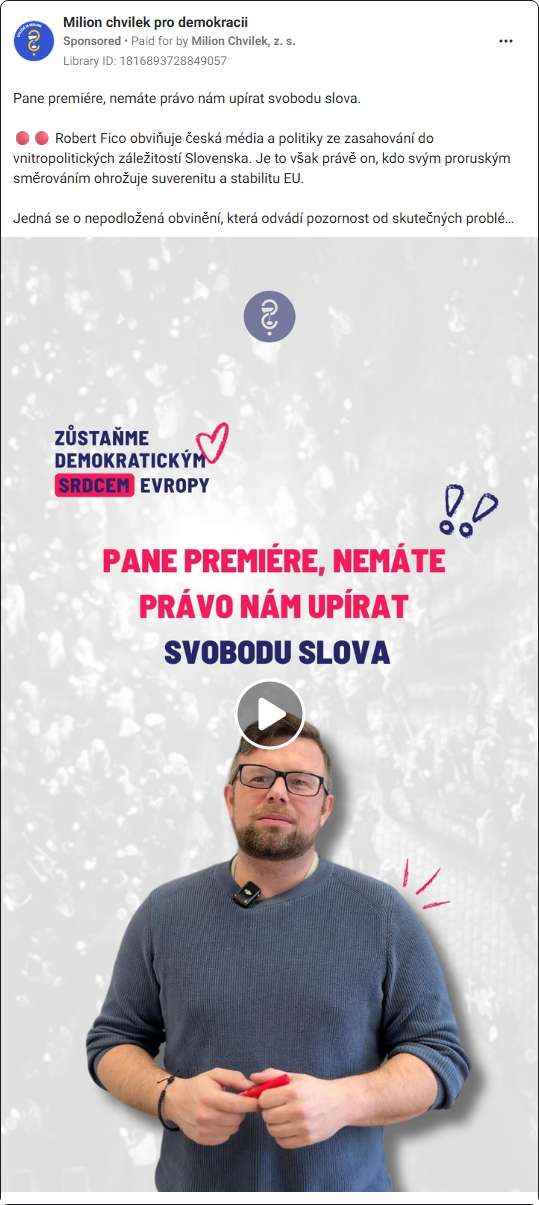 Milion chvilek pro demokracii
Sponsored • Paid for by Milion Chvilek, z. s.
Library ID: 1816893728849057
Pane premiére, nemáte právo nám upírat svobodu slova.
Robert Fico obviňuje česká média a politiky ze zasahování do
vnitropolitických záležitostí Slovenska. Je to však právě on, kdo svým proruským
směrováním ohrožuje suverenitu a stabilitu EU.
Jedná se o nepodložená obvinění, která odvádí pozornost od skutečných problé...
ZŮSTAŇME
DEMOKRATICKÝM
SRDCEM EVROPY
PANE PREMIÉRE, NEMÁTE
PRÁVO NÁM UPÍRAT
SVOBODU SLOVA